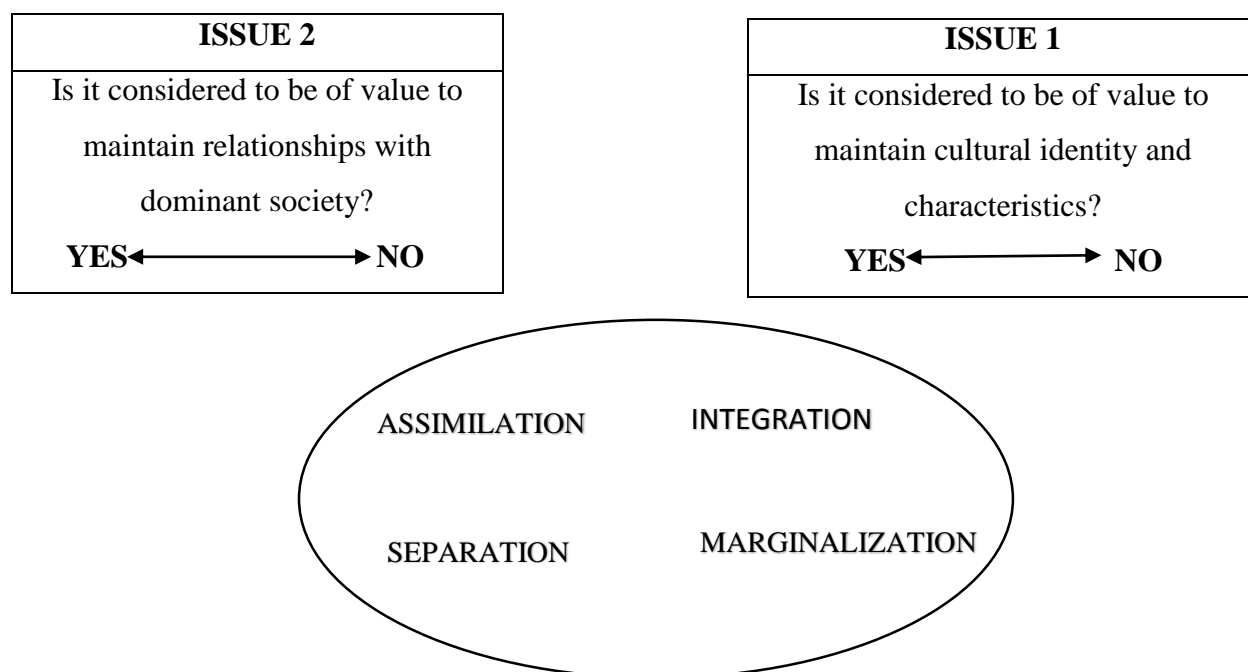 ISSUE 2
Is it considered to be of value to
maintain relationships with
dominant society?
YES NO
ISSUE 1
Is it considered to be of value to
maintain cultural identity and
characteristics?
YES NO
ASSIMILATION
INTEGRATION
SEPARATION
MARGINALIZATION